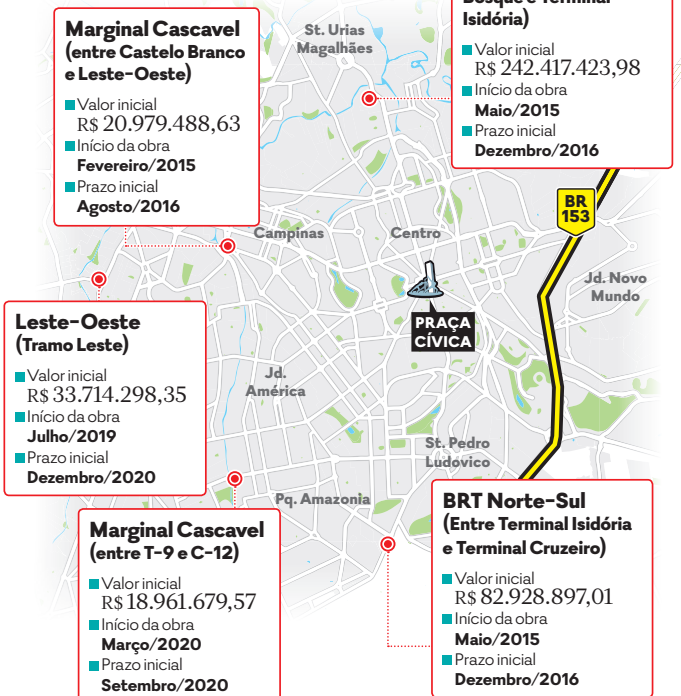 Marginal Cascavel
(entre Castelo Branco
e Leste-Oeste)
Valor inicial
R$ 20.979.488,63
Início da obra
Fevereiro/2015
Prazo inicial
Agosto/2016
St. Urias
Magalhães
Bosque e Terminal
Isidória)
Valor inicial
R$ 242.417.423,98
Início da obra
Maio/2015
Prazo inicial
Dezembro/2016
BR
153
Campinas
Centro
Jd. Novo
Mundo
PRAÇA
CÍVICA
Leste-Oeste
(Tramo Leste)
Valor inicial
R$ 33.714.298,35
Início da obra
Julho/2019
Prazo inicial
Dezembro/2020
Jd.
América
St. Pedro
Ludovico
Pq. Amazonia
Marginal Cascavel
(entre T-9 e C-12)
Valor inicial
R$ 18.961.679,57
Início da obra
Março/2020
Prazo inicial
Setembro/2020
BRT Norte-Sul
(Entre Terminal Isidória
e Terminal Cruzeiro)
Valor inicial
R$ 82.928.897,01
Início da obra
Maio/2015
Prazo inicial
Dezembro/2016